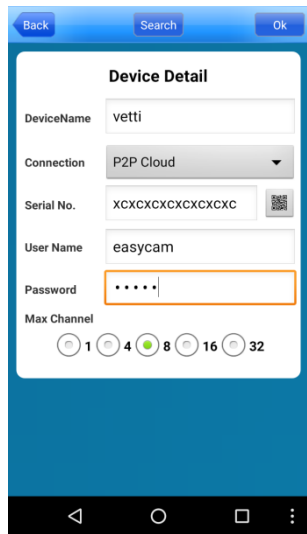 Back Search Ok
Device Detail
DeviceName vetti
Connection P2P Cloud
Serial No. xcxcxcxcxcxcxcxc
User Name easycam
Password •••••
Max Channel
1 4 8 16 32